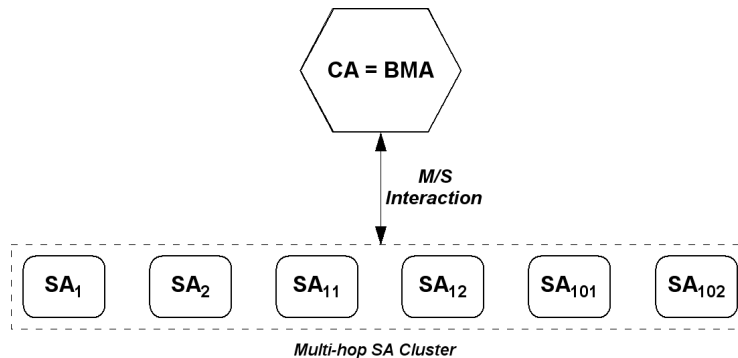 CA = BMA
M/S
Interaction
SA₁ SA₂ SA₁₁ SA₁₂ SA₁₀₁ SA₁₀₂
Multi-hop SA Cluster